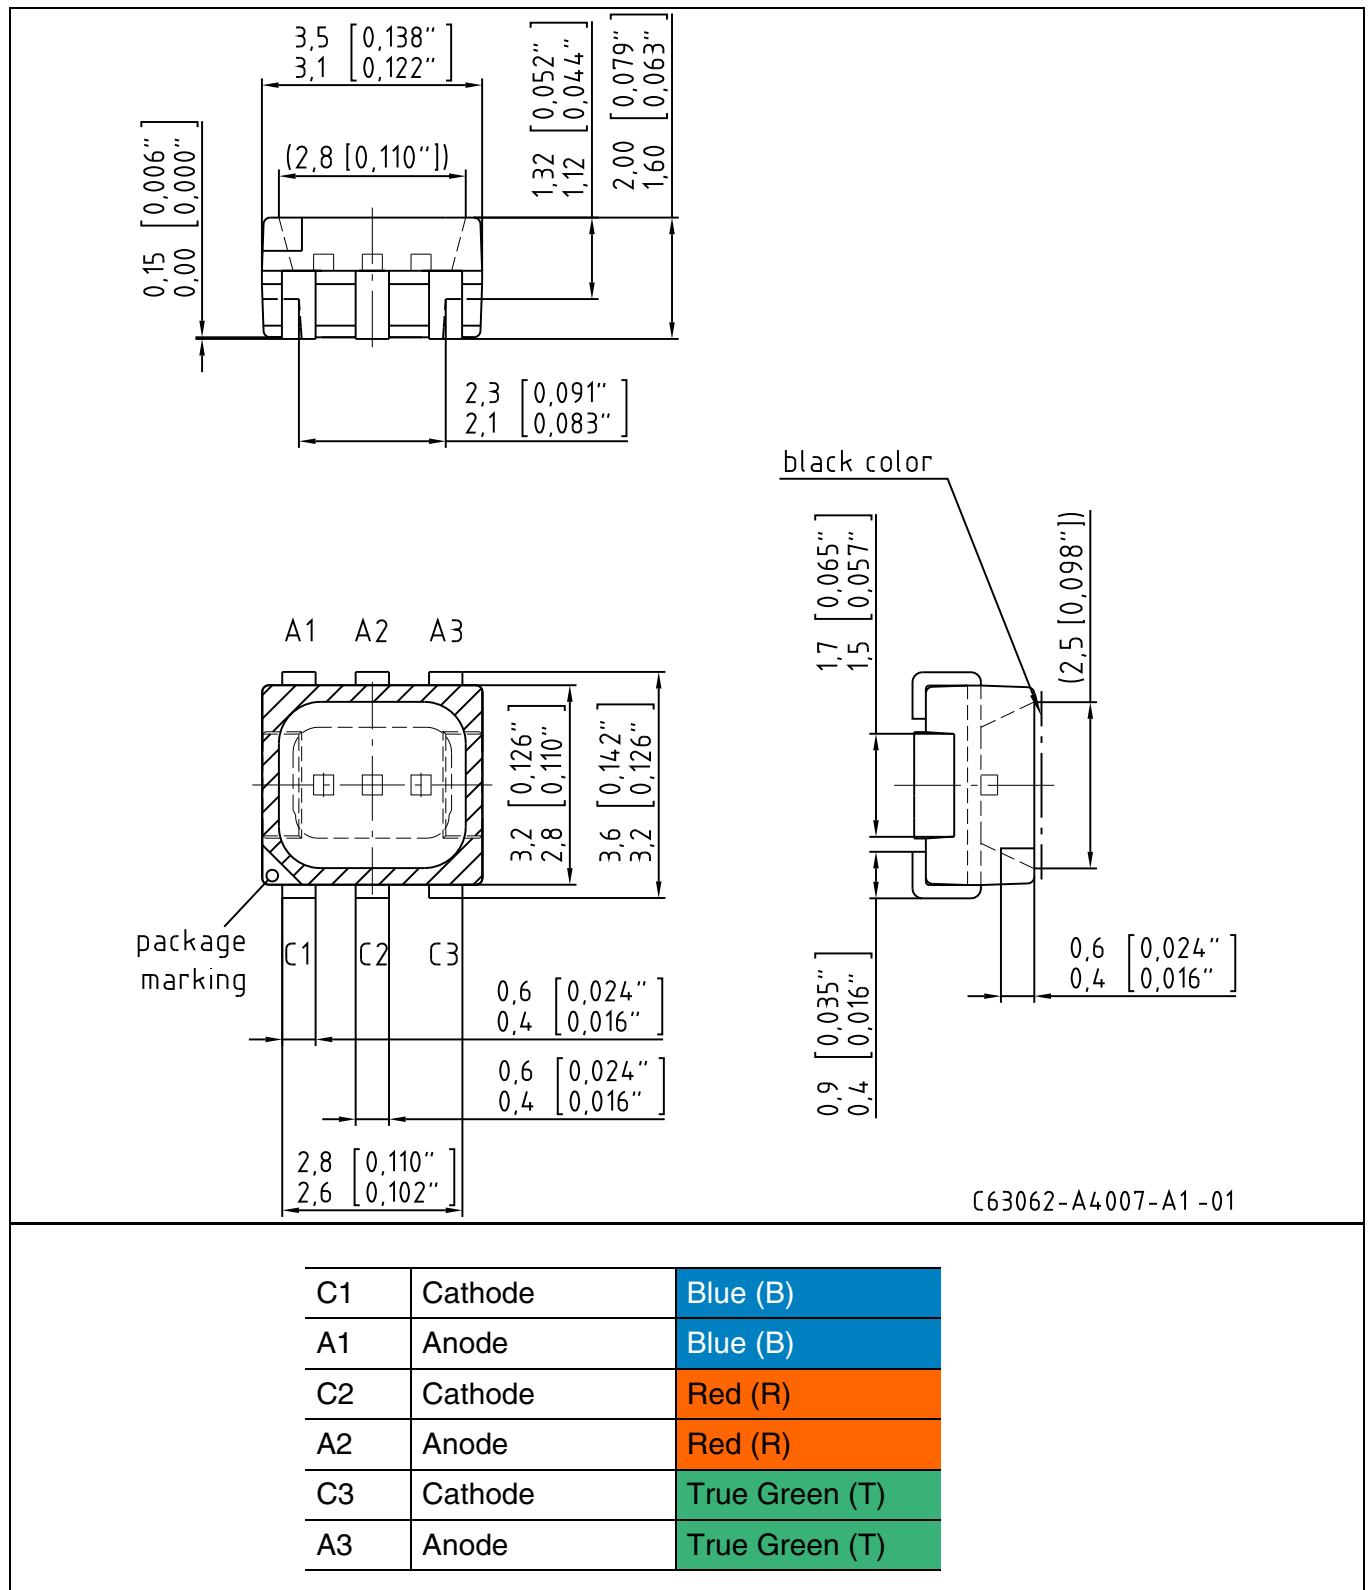 3,5 [0,138"
3,1 [0,122"]
(2,8 [0,110"])
0,15 [0,006"]
0,00 [0,000"]
1,32 [0,052"]
1,12 [0,044"]
2,00 [0,079"]
1,60 [0,063"]
2,3 [0,091"]
2,1 [0,083"]
black color
1,7 [0,065"]
1,5 [0,057"]
(2,5 [0,098"])
A1 A2 A3
3,2 [0,126"]
2,8 [0,110"]
3,6 [0,142"]
3,2 [0,126"]
package
marking
C1 C2 C3
0,6 [0,024"]
0,4 [0,016"]
0,6 [0,024"]
0,4 [0,016"]
2,8 [0,110"]
2,6 [0,102"]
0,9 [0,035"]
0,4 [0,016"]
0,6 [0,024"]
0,4 [0,016"]
C63062-A4007-A1-01
C1 Cathode Blue (B)
A1 Anode Blue (B)
C2 Cathode Red (R)
A2 Anode Red (R)
C3 Cathode True Green (T)
A3 Anode True Green (T)